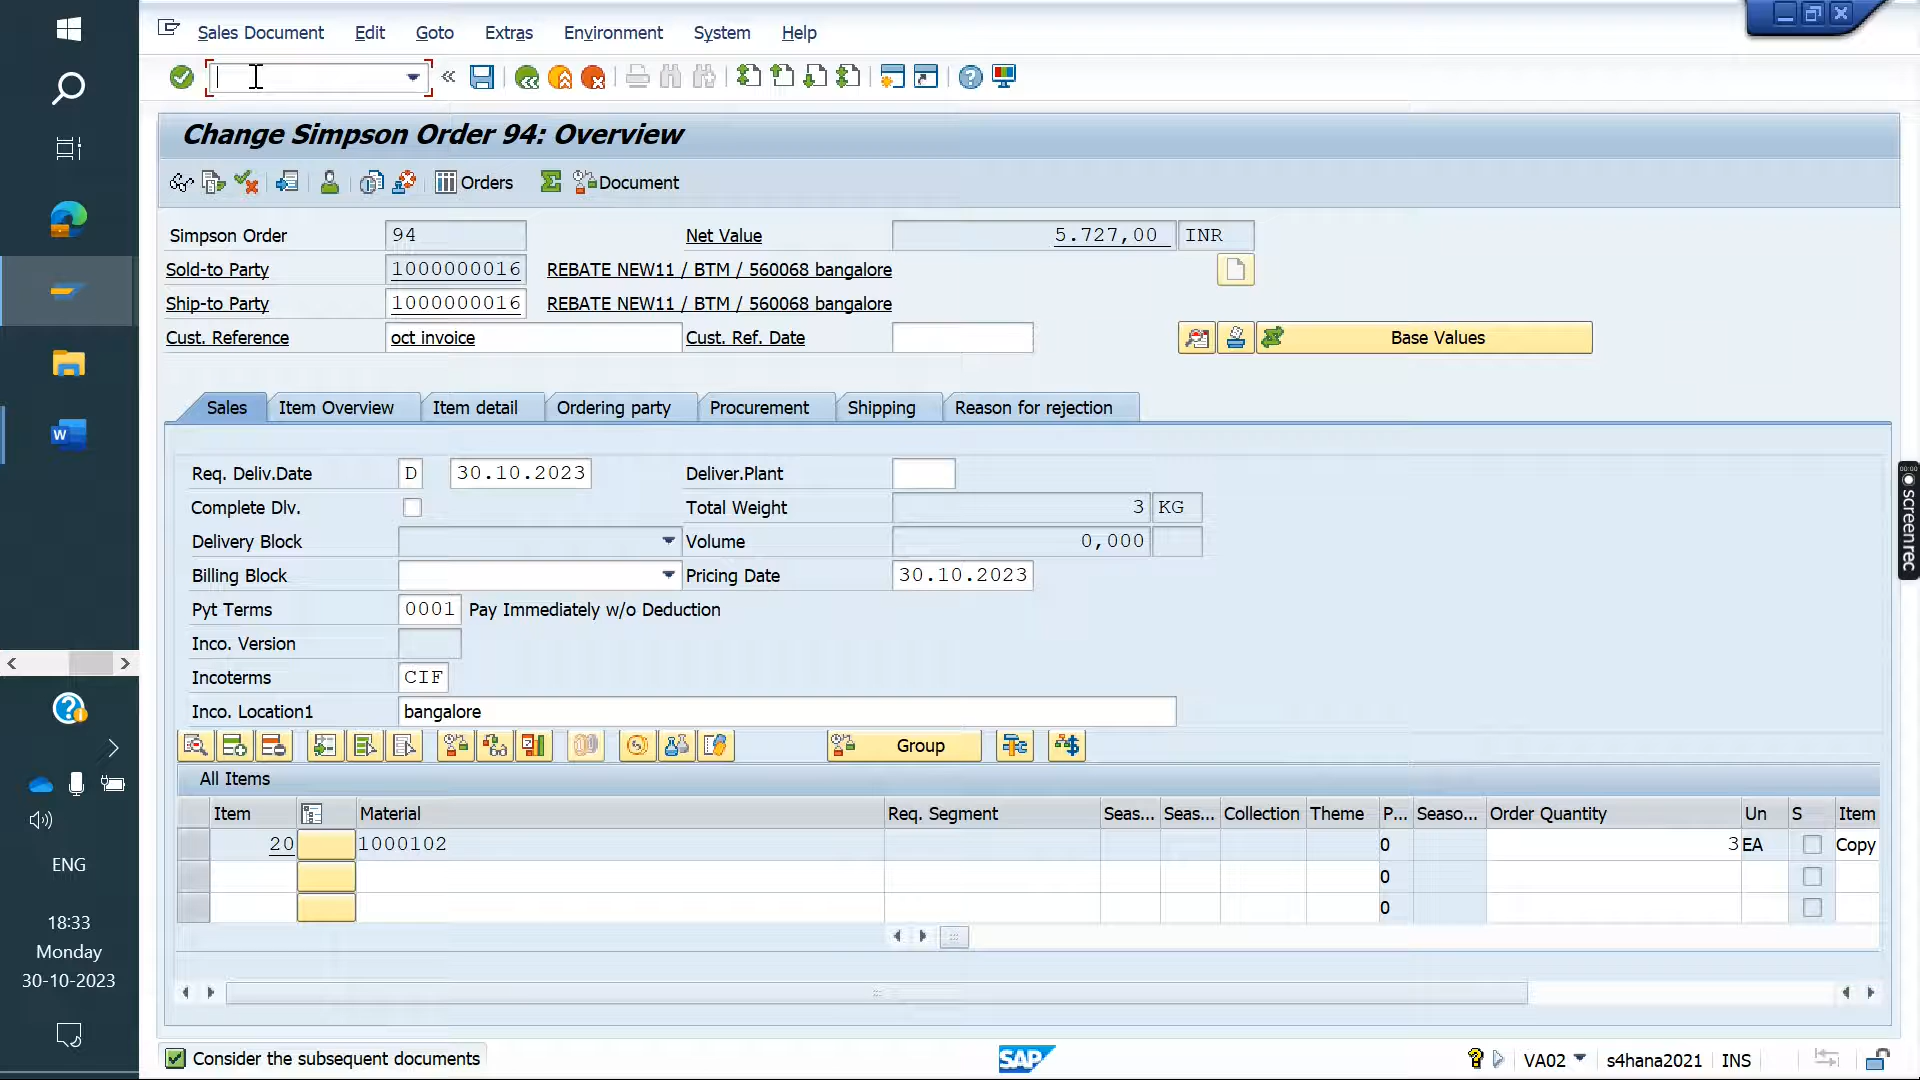 Sales Document Edit Goto Extras Environment System Help
Change Simpson Order 94: Overview
Orders Document
Simpson Order 94 Net Value 5.727,00 INR
Sold-to Party 1000000016 REBATE NEW11 / BTM / 560068 bangalore
Ship-to Party 1000000016 REBATE NEW11 / BTM / 560068 bangalore
Cust. Reference oct invoice Cust. Ref. Date Base Values
Sales Item Overview Item detail Ordering party Procurement Shipping Reason for rejection
Req. Deliv.Date D 30.10.2023 Deliver.Plant
Complete Dlv. Total Weight 3 KG
Delivery Block Volume 0,000
Billing Block Pricing Date 30.10.2023
Pyt Terms 0001 Pay Immediately w/o Deduction
Inco. Version
Incoterms CIF
Inco. Location1 bangalore
Group
All Items
Item Material Req. Segment Seas... Seas... Collection Theme P... Seaso... Order Quantity Un S Item
20 1000102 0 3 EA Copy
0
0
Consider the subsequent documents SAP VA02 s4hana2021 INS
W
ENG
18:33
Monday
30-10-2023
00:00
screenrec